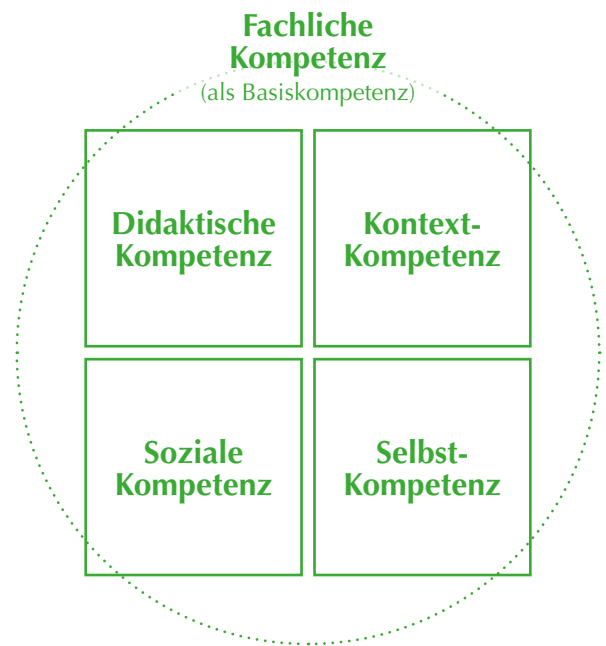 Fachliche
Kompetenz
(als Basiskompetenz)
Didaktische
Kompetenz
Kontext-
Kompetenz
Soziale
Kompetenz
Selbst-
Kompetenz